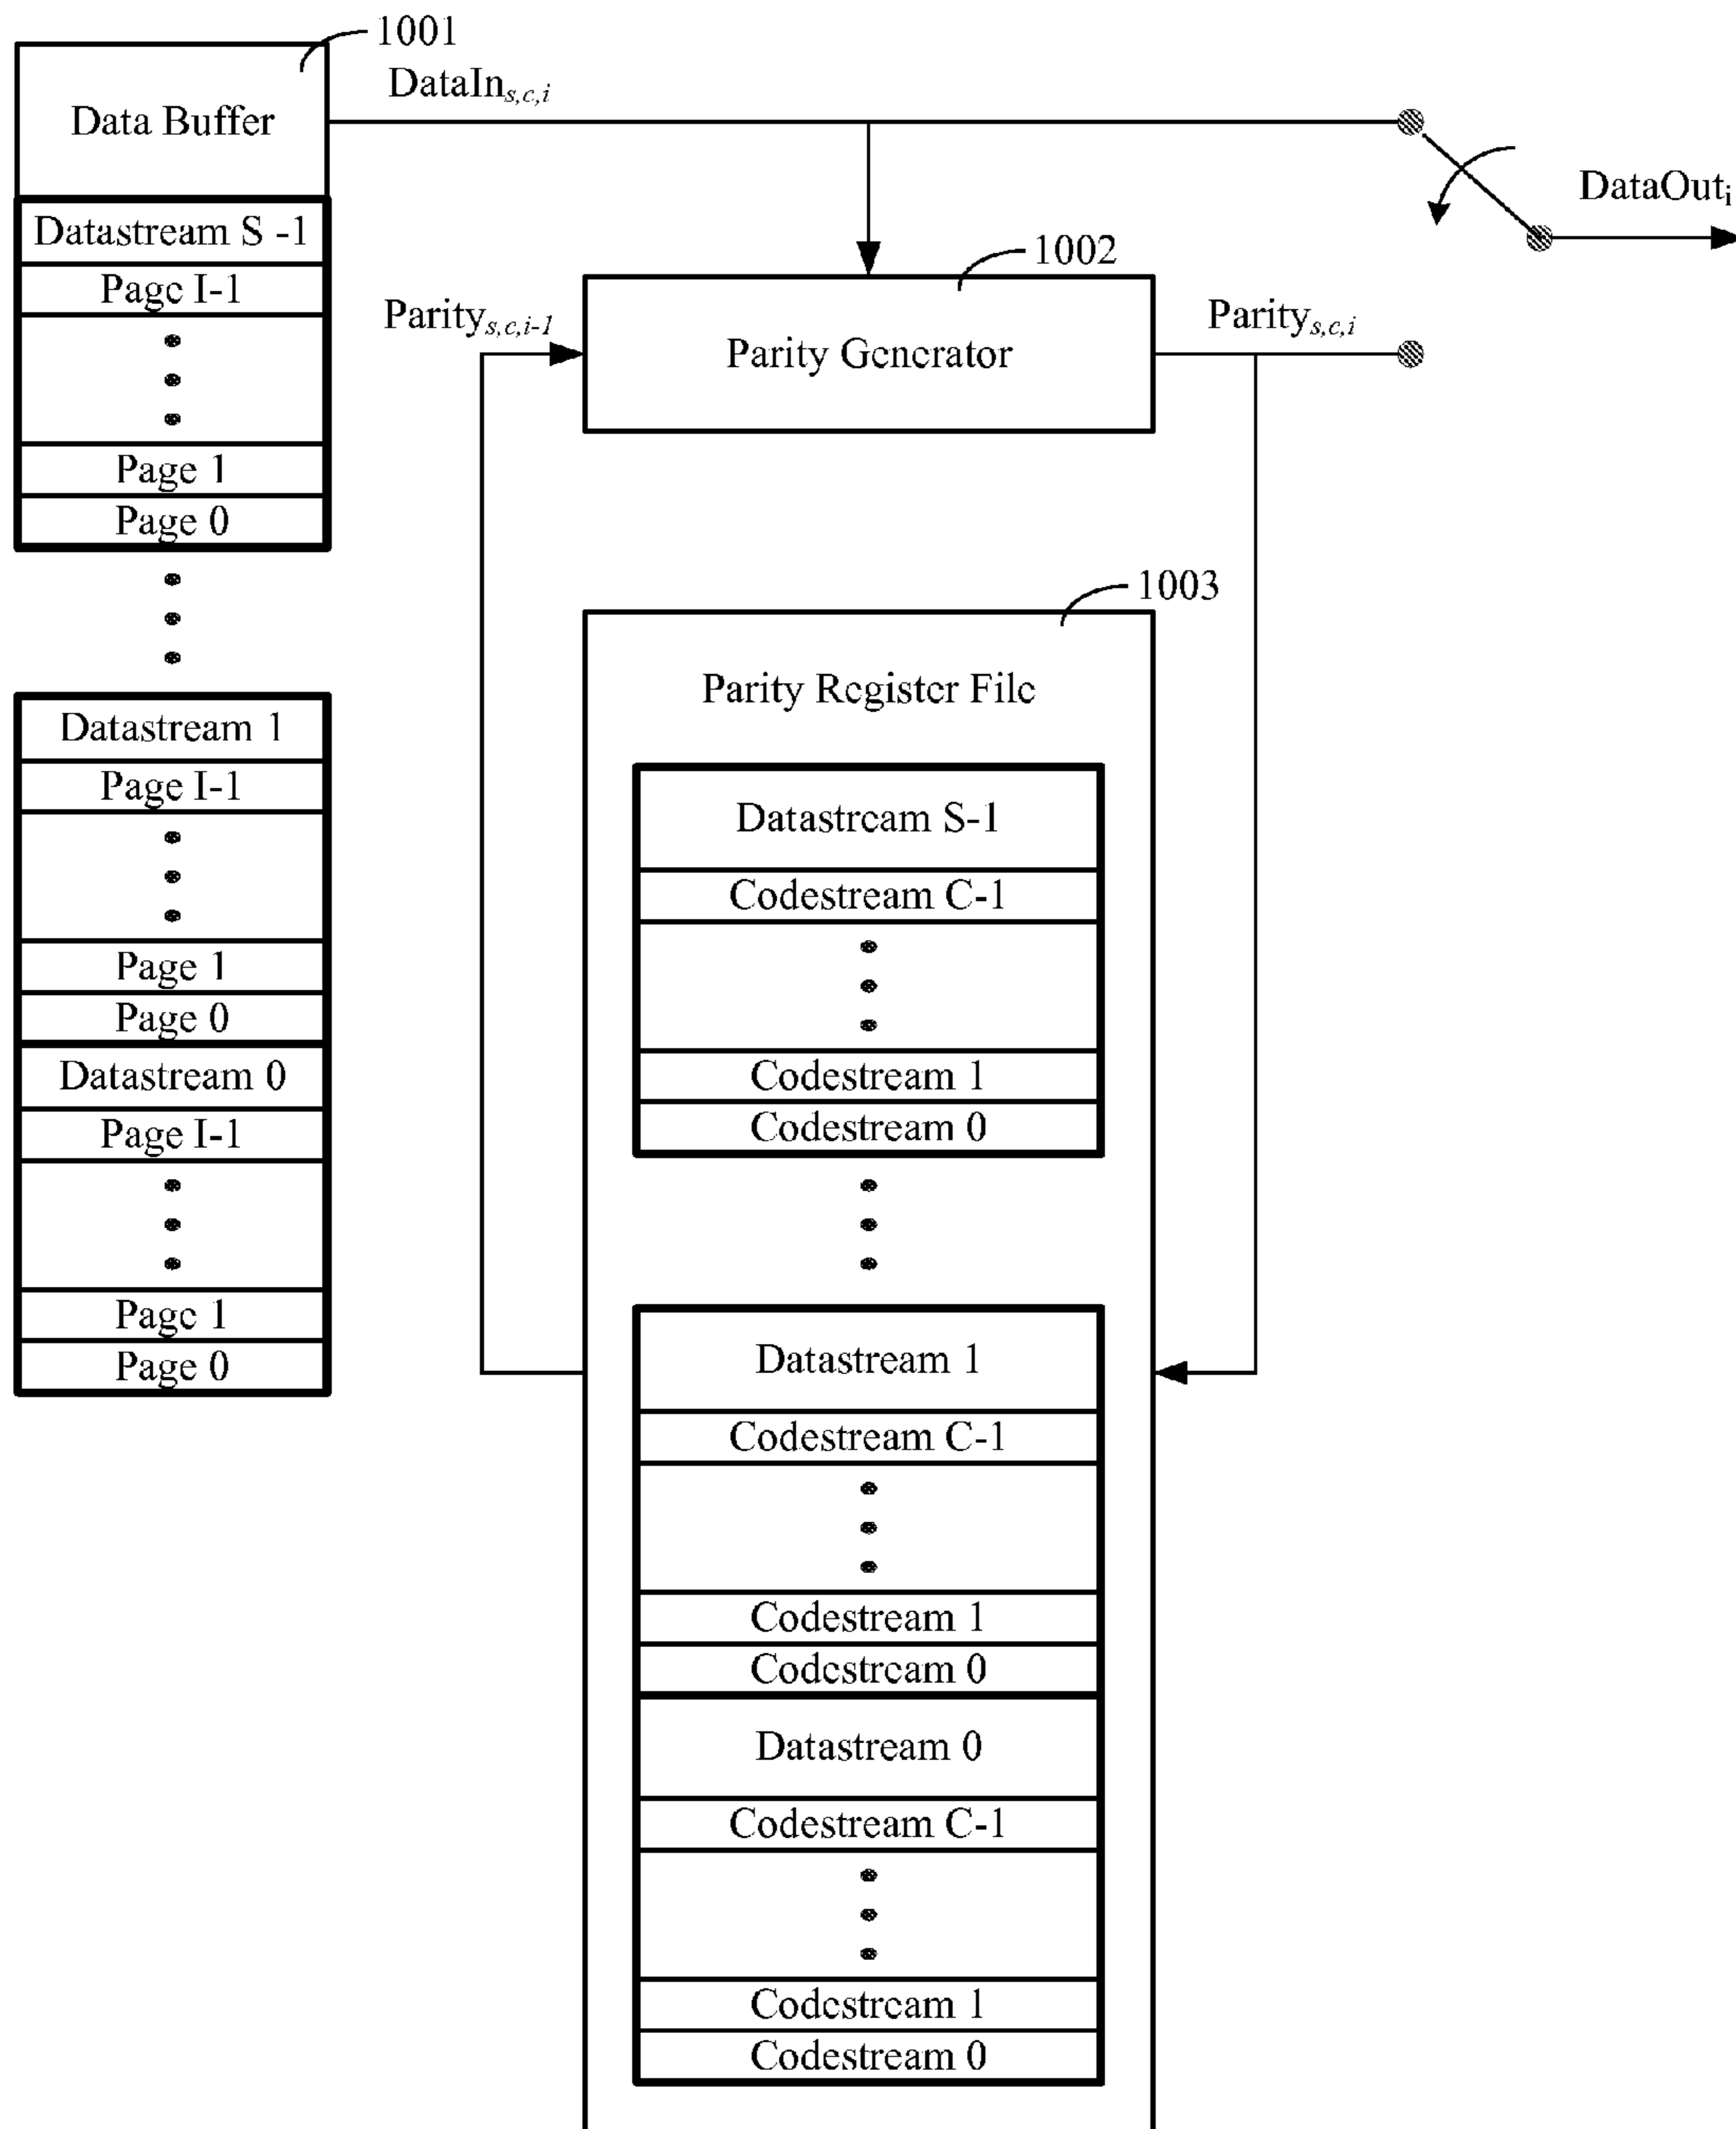 1001
Data Buffer
DataIn_{s,c,i}
DataOut_i
Datastream S -1
Page I-1
Page 1
Page 0
Datastream 1
Page I-1
Page 1
Page 0
Datastream 0
Page I-1
Page 1
Page 0
1002
Parity_{s,c,i-1}
Parity Generator
Parity_{s,c,i}
1003
Parity Register File
Datastream S-1
Codestream C-1
Codestream 1
Codestream 0
Datastream 1
Codestream C-1
Codestream 1
Codestream 0
Datastream 0
Codestream C-1
Codestream 1
Codestream 0